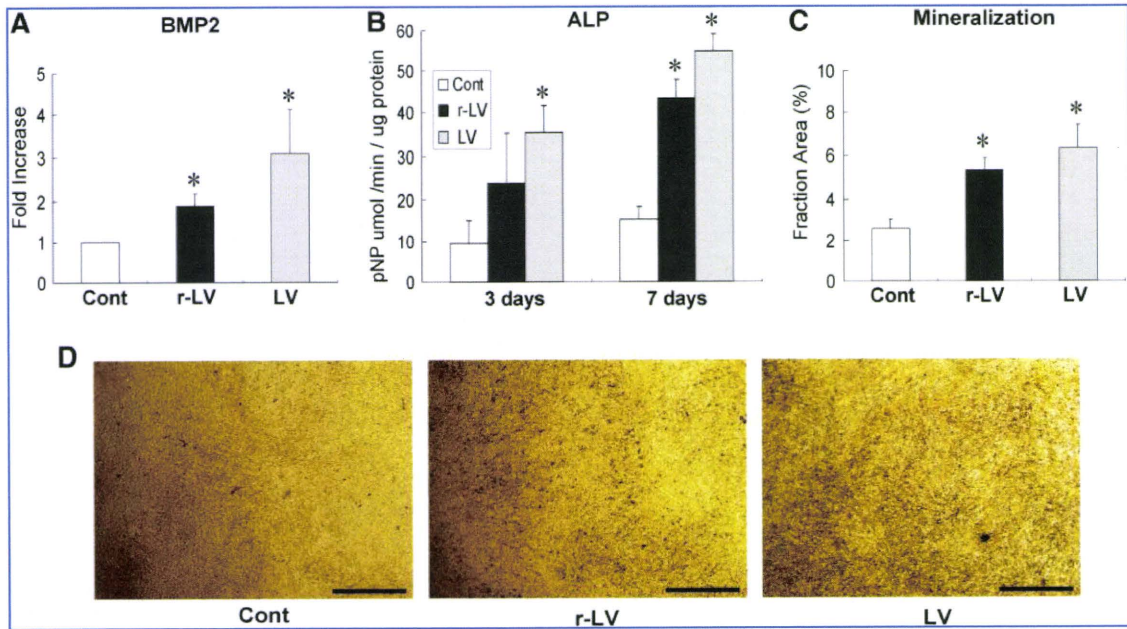 A
BMP2
Fold Increase
5
4
3
2
1
0
*
*
Cont
r-LV
LV
B
ALP
pNP umol /min / ug protein
60
50
40
30
20
10
0
Cont
r-LV
LV
*
*
*
3 days
7 days
C
Mineralization
Fraction Area (%)
10
8
6
4
2
0
*
*
Cont
r-LV
LV
D
Cont
r-LV
LV